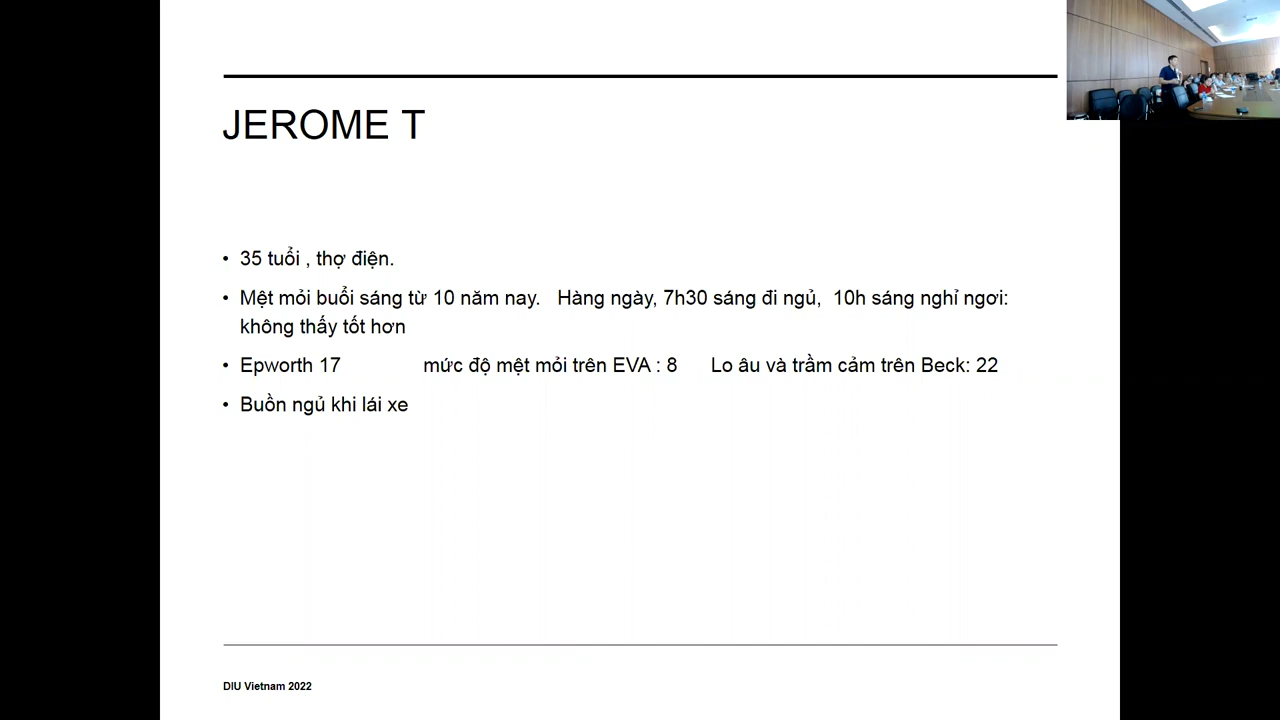 JEROME T
• 35 tuổi , thợ điện.
• Mệt mỏi buổi sáng từ 10 năm nay. Hàng ngày, 7h30 sáng đi ngủ, 10h sáng nghỉ ngơi:
không thấy tốt hơn
• Epworth 17 mức độ mệt mỏi trên EVA : 8 Lo âu và trầm cảm trên Beck: 22
• Buồn ngủ khi lái xe
DIU Vietnam 2022